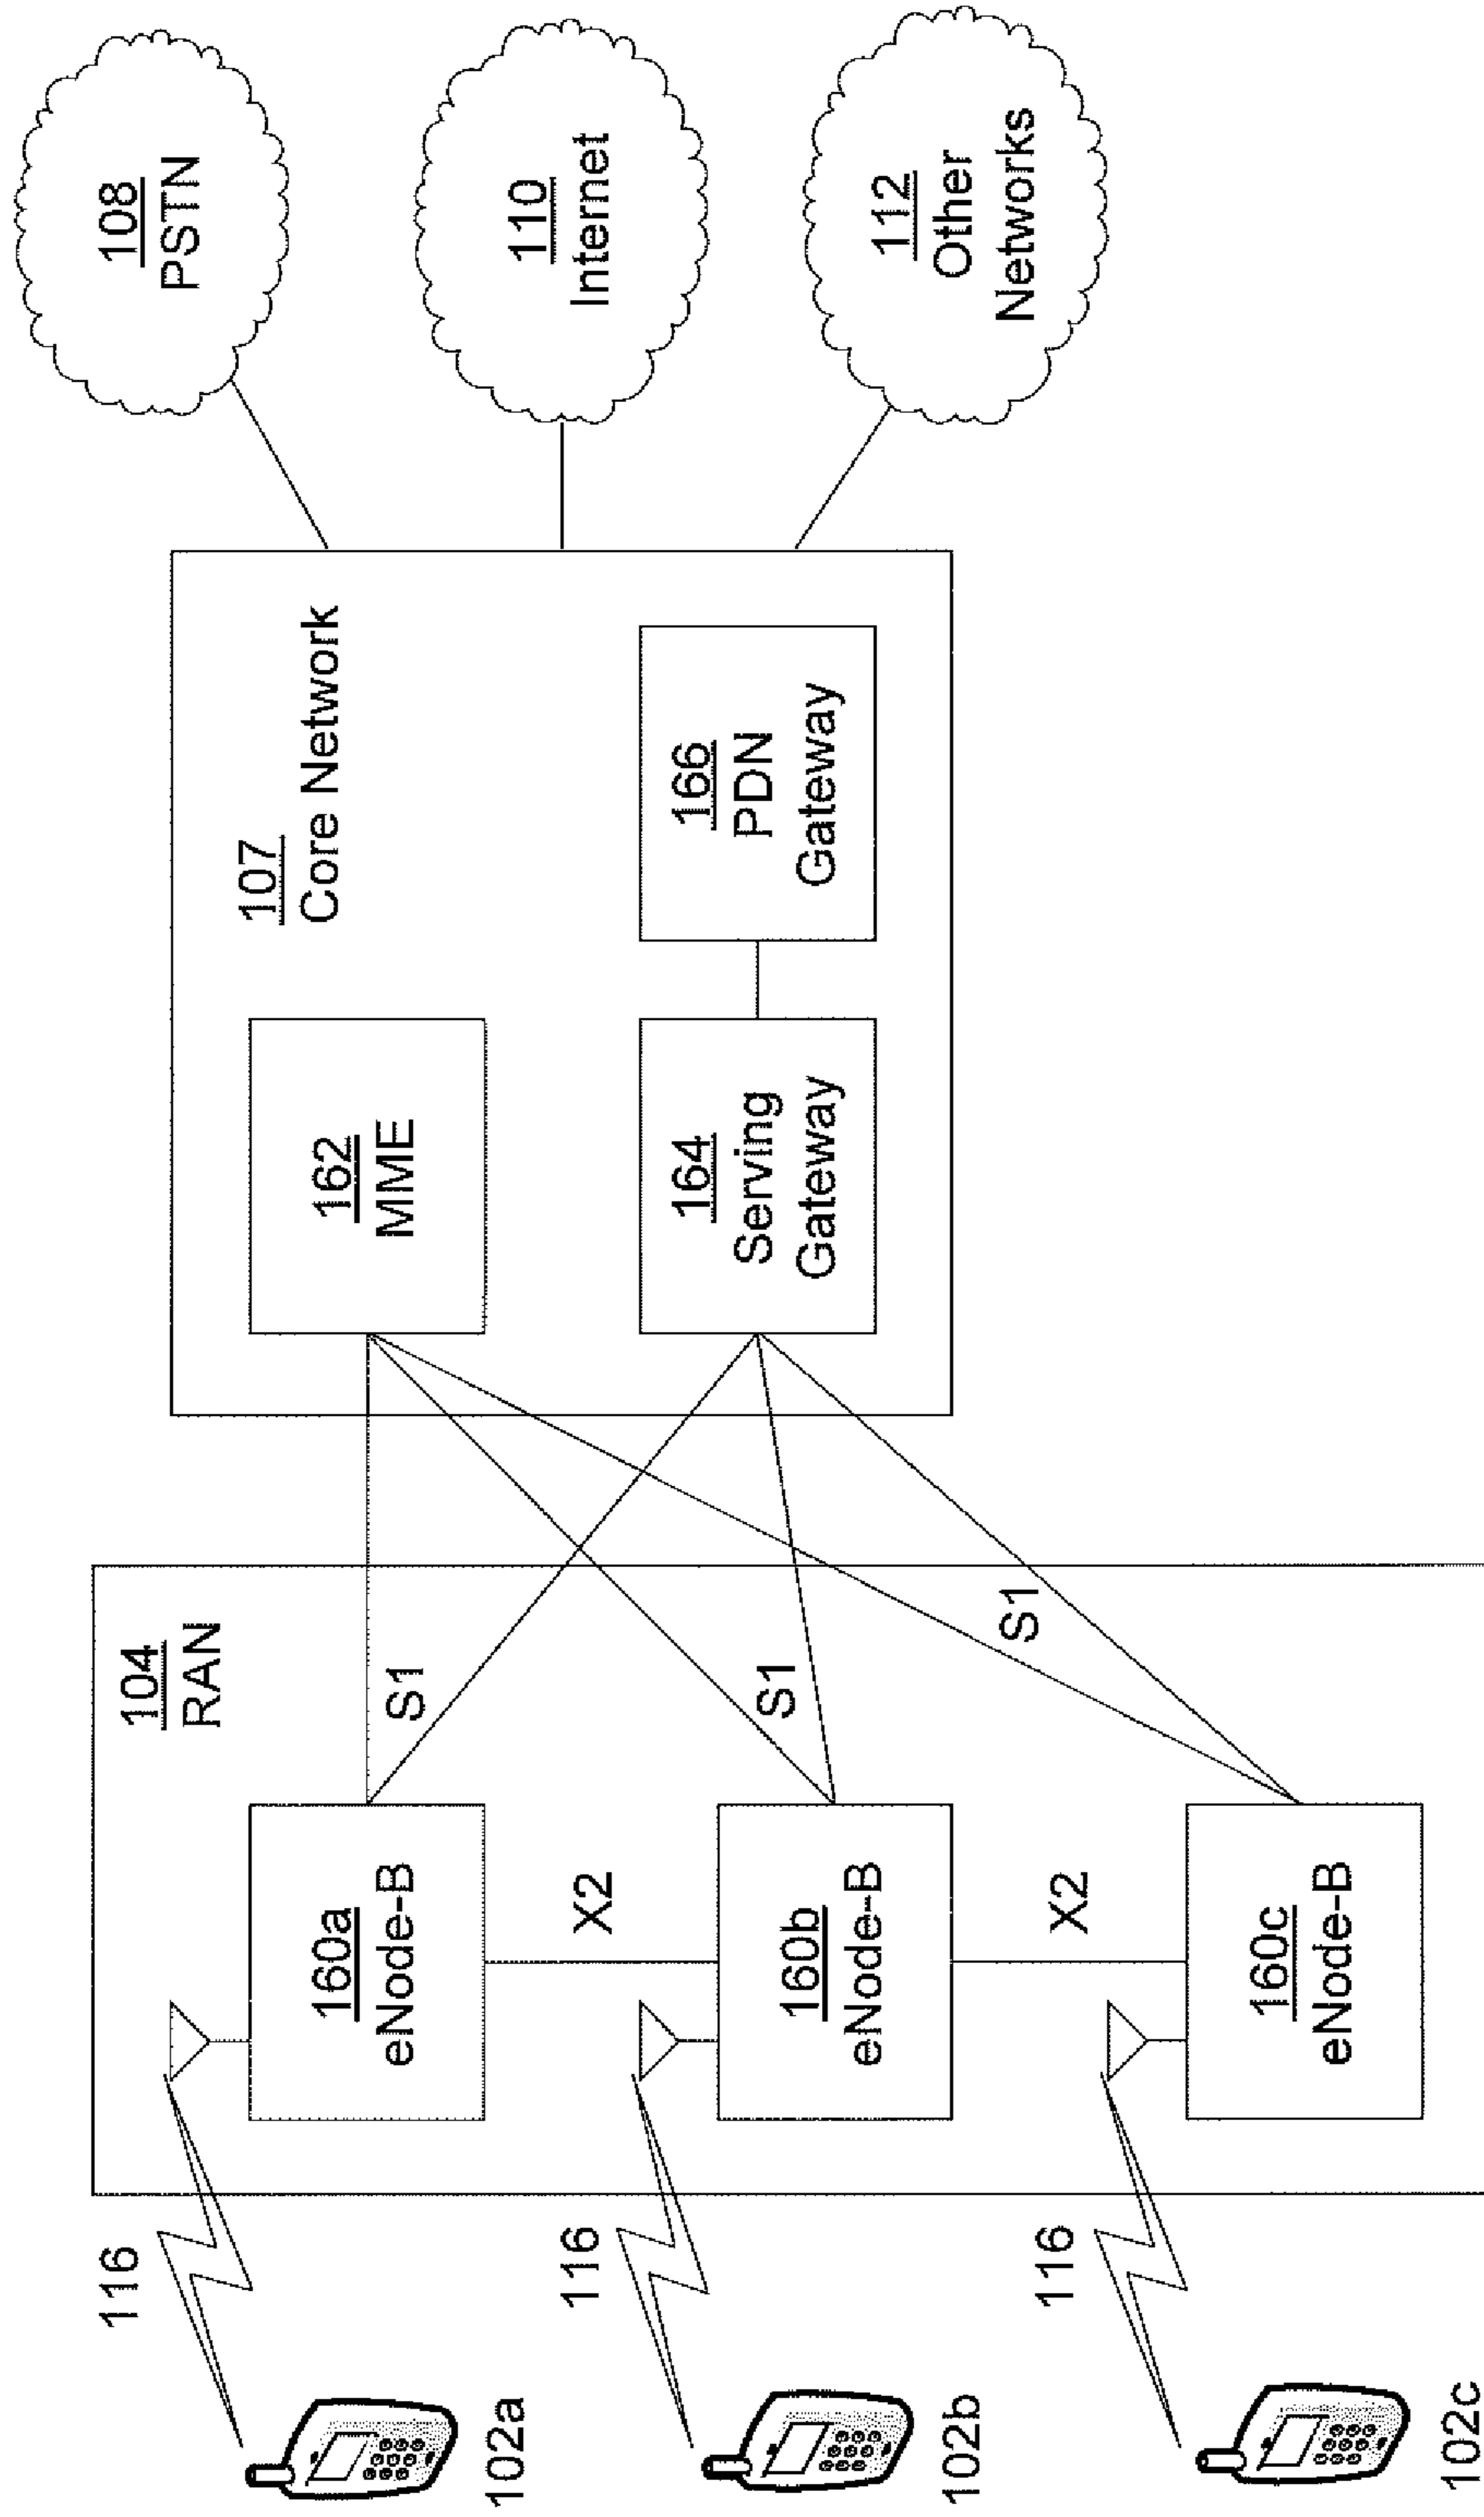 116
102a
116
102b
116
102c
104
RAN
160a
eNode-B
X2
160b
eNode-B
X2
160c
eNode-B
S1
S1
S1
107
Core Network
162
MME
164
Serving
Gateway
166
PDN
Gateway
108
PSTN
110
Internet
112
Other
Networks